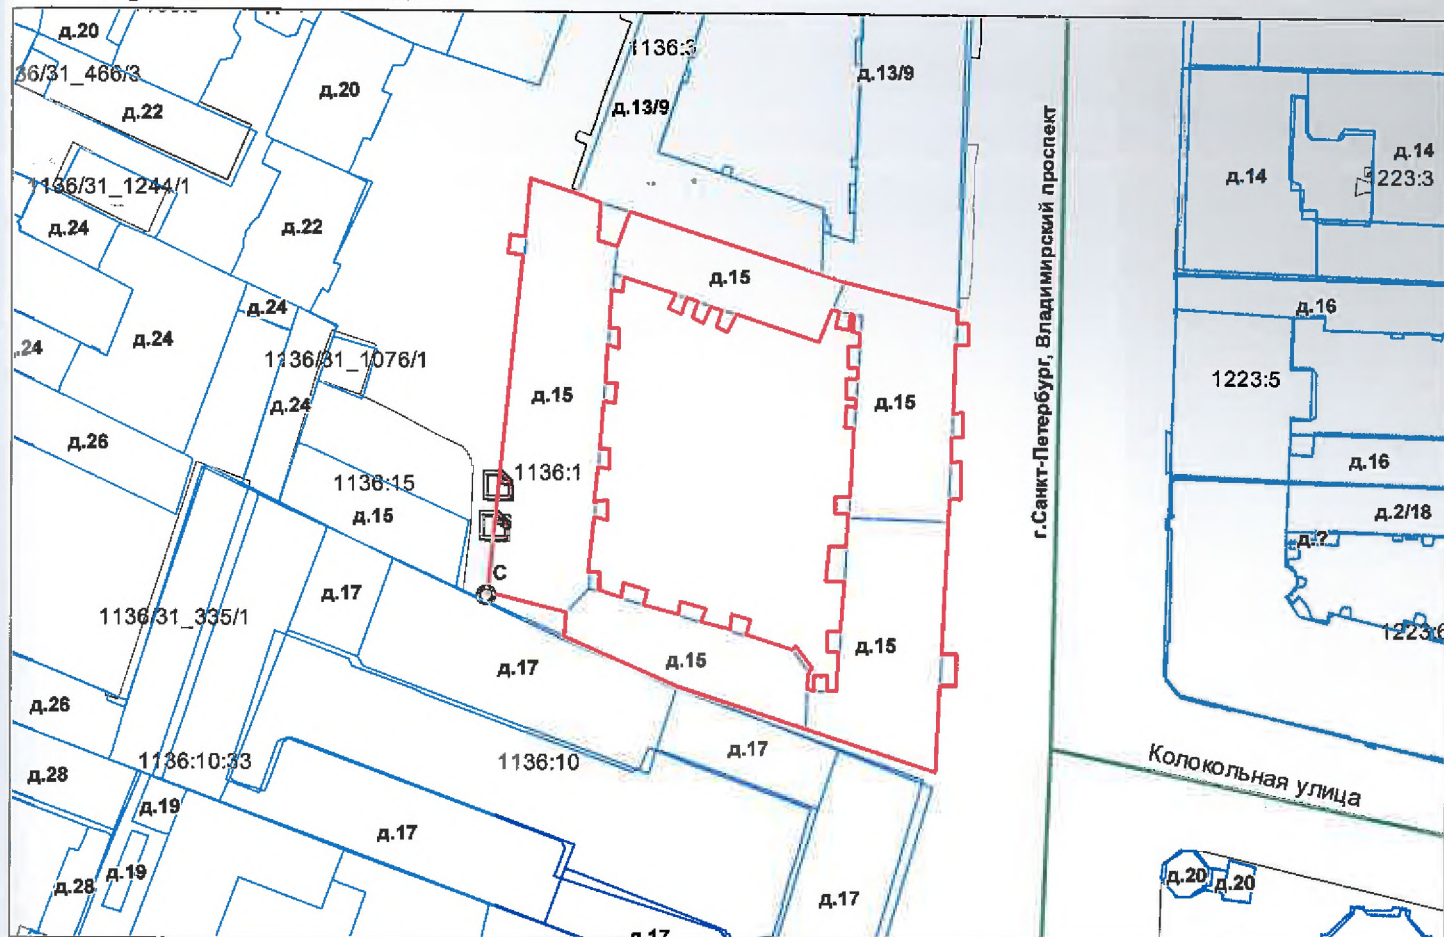 д.20
1136:3
д.13/9
36/31_466/3
д.20
д.22
д.13/9
д.14
д.14
223:3
1136/31_1244/1
д.24
д.22
г.Санкт-Петербург, Владимирский проспект
д.15
д.24
д.16
.24
д.24
1136/31_1076/1
1223:5
д.24
д.15
д.15
д.26
1136:1
д.16
1136:15
д.15
д.2/18
д.?
С
д.17
1136/31_335/1
1223:6
д.17
д.15
д.15
д.26
1136:10:33
1136:10
д.17
Колокольная улица
д.28
д.19
д.17
д.19
д.28
д.17
д.20
д.20
д.17